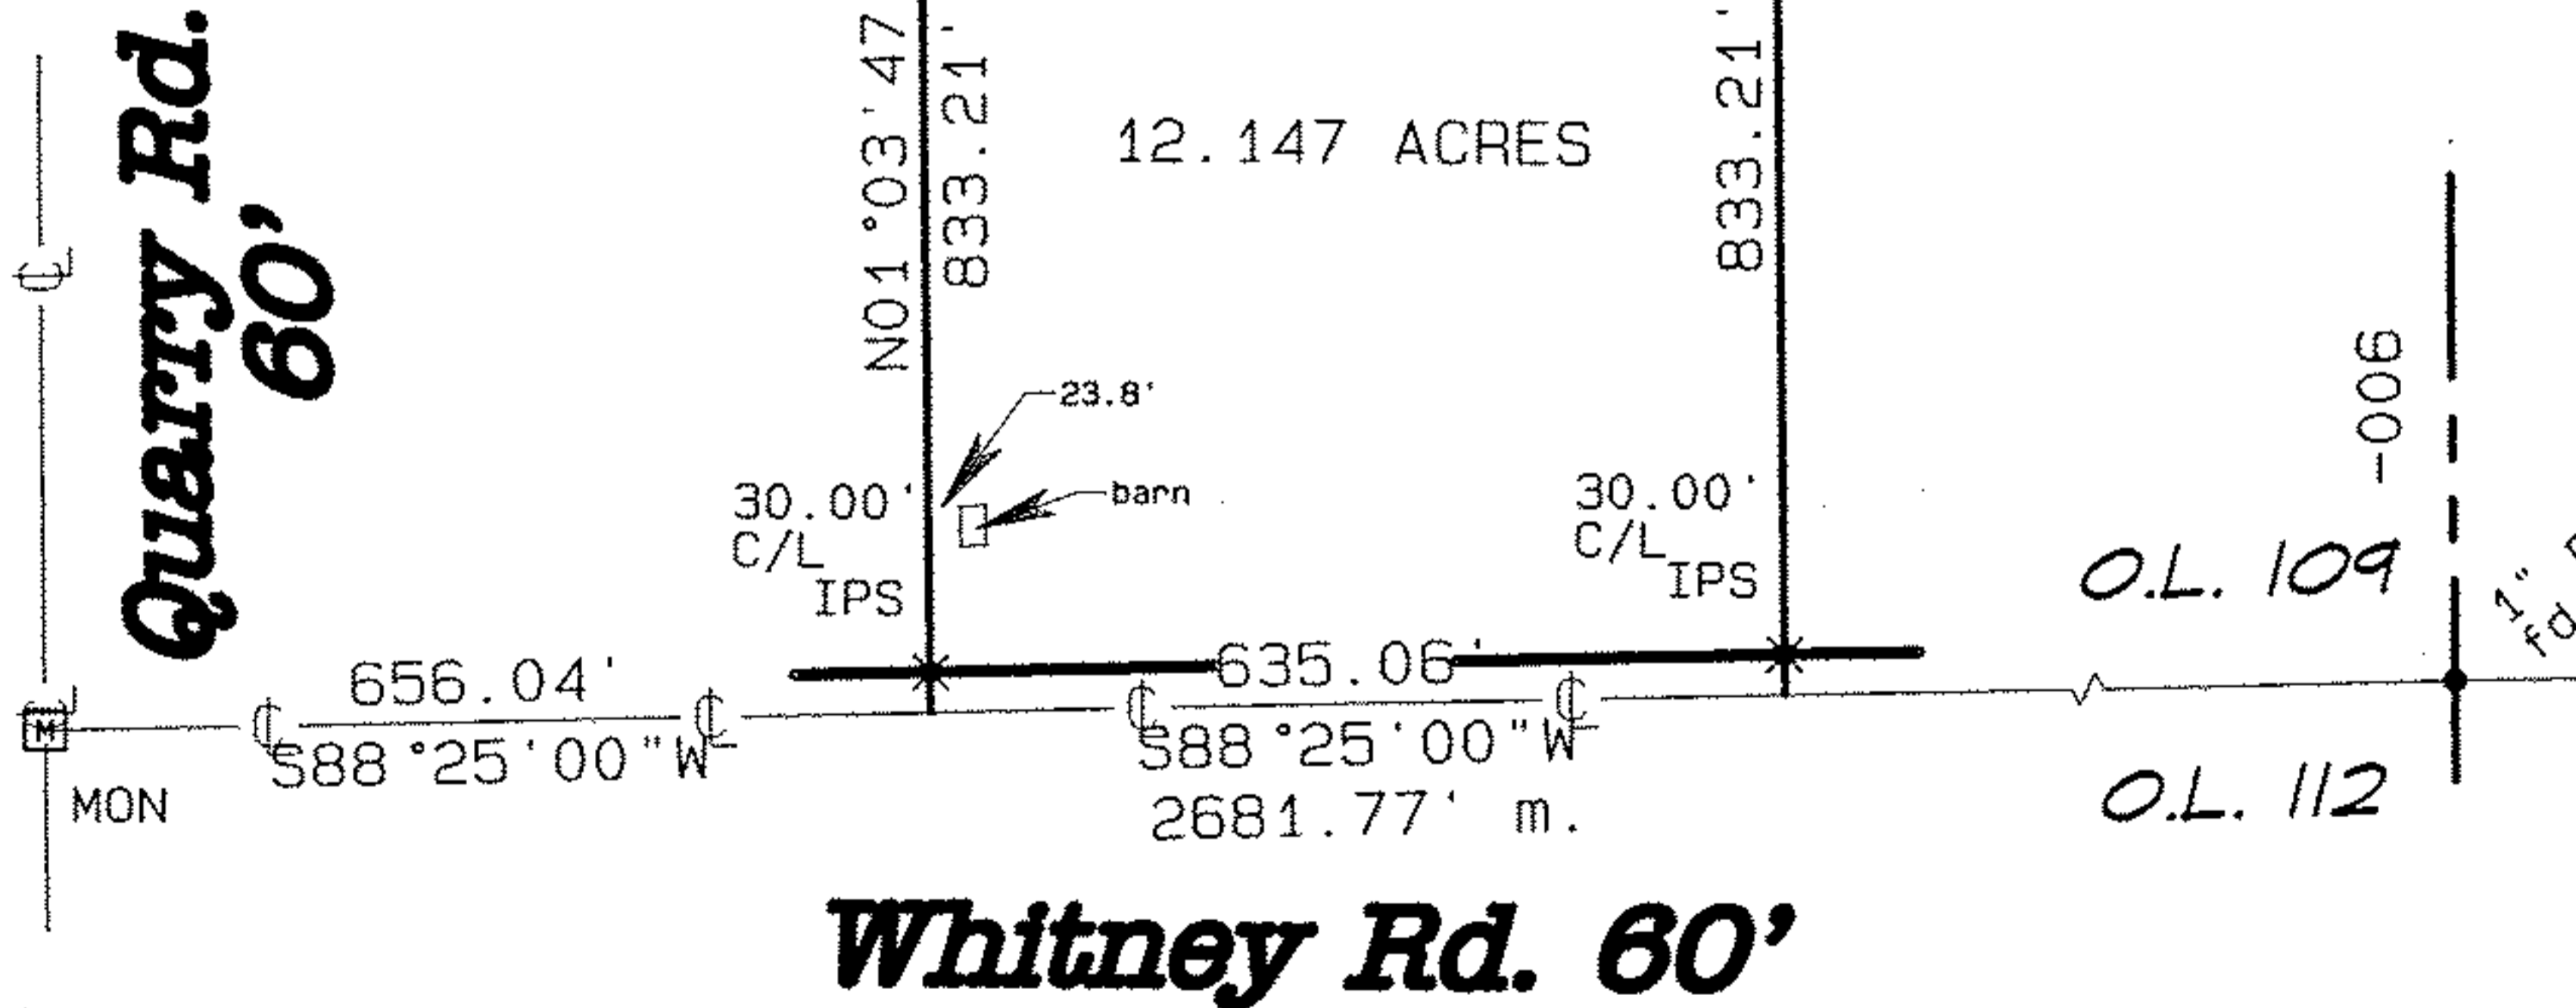 Quarry Rd.
60'
N01°03'47
833.21'
12.147 ACRES
833.21'
23.8'
barn
30.00'
C/L
IPS
30.00'
C/L
IPS
-006
O.L. 109
1"
fd
656.04'
635.06'
S88°25'00"W
S88°25'00"W
2681.77' m.
M
MON
O.L. 112
Whitney Rd. 60'